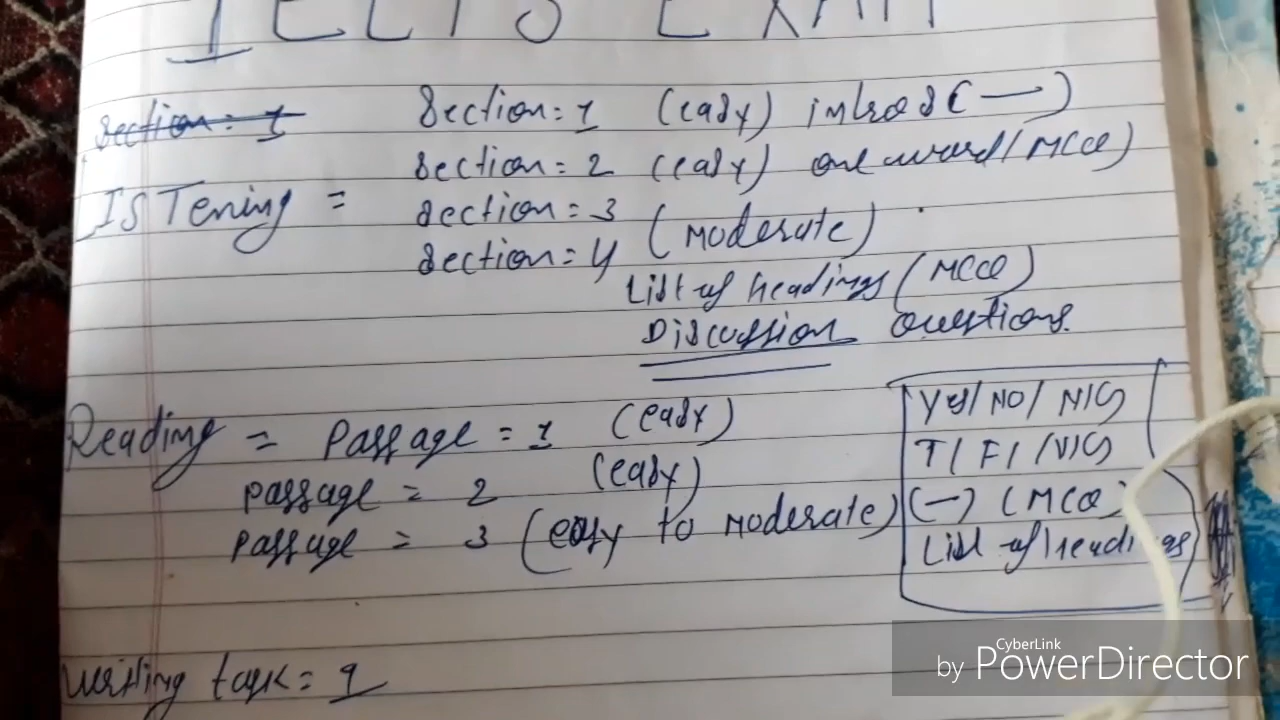 IELTS EXAM
Section: 1
Section: 1 (easy) intro &(—)
Section: 2 (easy) one word/MCQ)
LISTening = Section: 3
Section: 4 (Moderate)
List of headings (MCQ)
Discussion Questions.
Reading = Passage = 1 (easy)
Passage = 2 (easy)
Passage = 3 (easy to moderate)
Yes/ NO/ N/G
T/ F/ /N/G
(—) (MCQ)
List of headings
Writing task = 1
by CyberLink PowerDirector